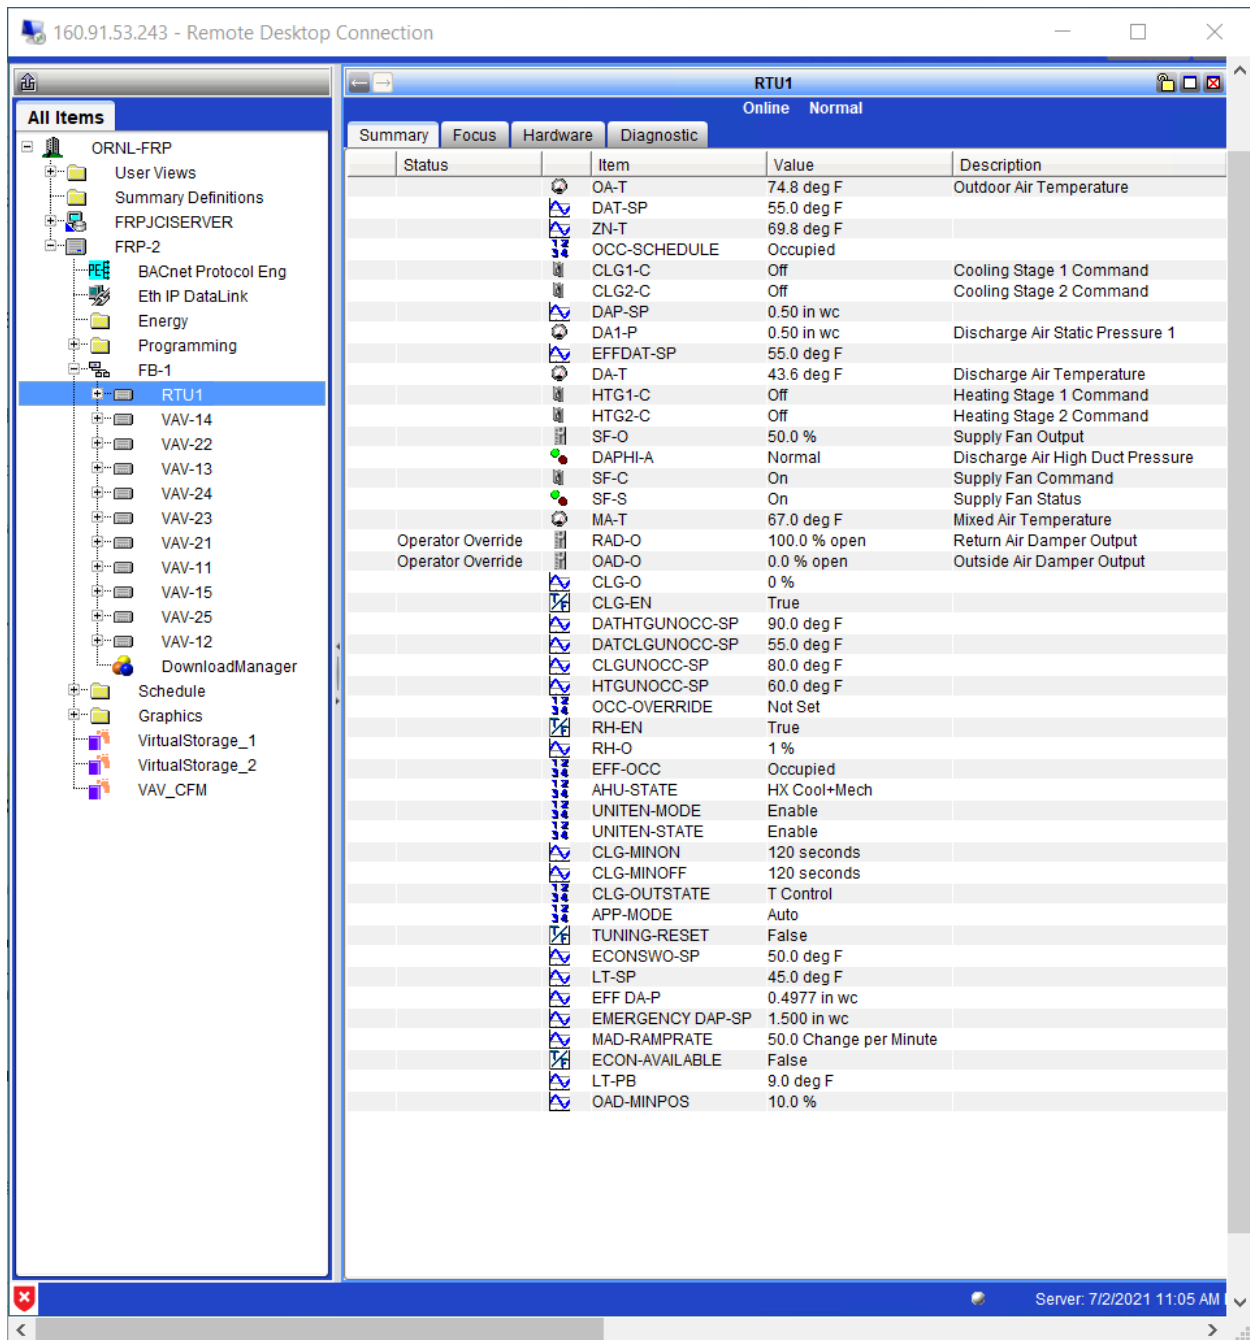 160.91.53.243 - Remote Desktop Connection
All Items
ORNL-FRP
User Views
Summary Definitions
FRPJCISERVER
FRP-2
BACnet Protocol Eng
Eth IP DataLink
Energy
Programming
FB-1
RTU1
VAV-14
VAV-22
VAV-13
VAV-24
VAV-23
VAV-21
VAV-11
VAV-15
VAV-25
VAV-12
DownloadManager
Schedule
Graphics
VirtualStorage_1
VirtualStorage_2
VAV_CFM
RTU1
Online Normal
Summary Focus Hardware Diagnostic
Status Item Value Description
OA-T 74.8 deg F Outdoor Air Temperature
DAT-SP 55.0 deg F
ZN-T 69.8 deg F
OCC-SCHEDULE Occupied
CLG1-C Off Cooling Stage 1 Command
CLG2-C Off Cooling Stage 2 Command
DAP-SP 0.50 in wc
DA1-P 0.50 in wc Discharge Air Static Pressure 1
EFFDAT-SP 55.0 deg F
DA-T 43.6 deg F Discharge Air Temperature
HTG1-C Off Heating Stage 1 Command
HTG2-C Off Heating Stage 2 Command
SF-O 50.0 % Supply Fan Output
DAPHI-A Normal Discharge Air High Duct Pressure
SF-C On Supply Fan Command
SF-S On Supply Fan Status
MA-T 67.0 deg F Mixed Air Temperature
Operator Override RAD-O 100.0 % open Return Air Damper Output
Operator Override OAD-O 0.0 % open Outside Air Damper Output
CLG-O 0 %
CLG-EN True
DATHTGUNOCC-SP 90.0 deg F
DATCLGUNOCC-SP 55.0 deg F
CLGUNOCC-SP 80.0 deg F
HTGUNOCC-SP 60.0 deg F
OCC-OVERRIDE Not Set
RH-EN True
RH-O 1 %
EFF-OCC Occupied
AHU-STATE HX Cool+Mech
UNITEN-MODE Enable
UNITEN-STATE Enable
CLG-MINON 120 seconds
CLG-MINOFF 120 seconds
CLG-OUTSTATE T Control
APP-MODE Auto
TUNING-RESET False
ECONSWO-SP 50.0 deg F
LT-SP 45.0 deg F
EFF DA-P 0.4977 in wc
EMERGENCY DAP-SP 1.500 in wc
MAD-RAMPRATE 50.0 Change per Minute
ECON-AVAILABLE False
LT-PB 9.0 deg F
OAD-MINPOS 10.0 %
Server: 7/2/2021 11:05 AM